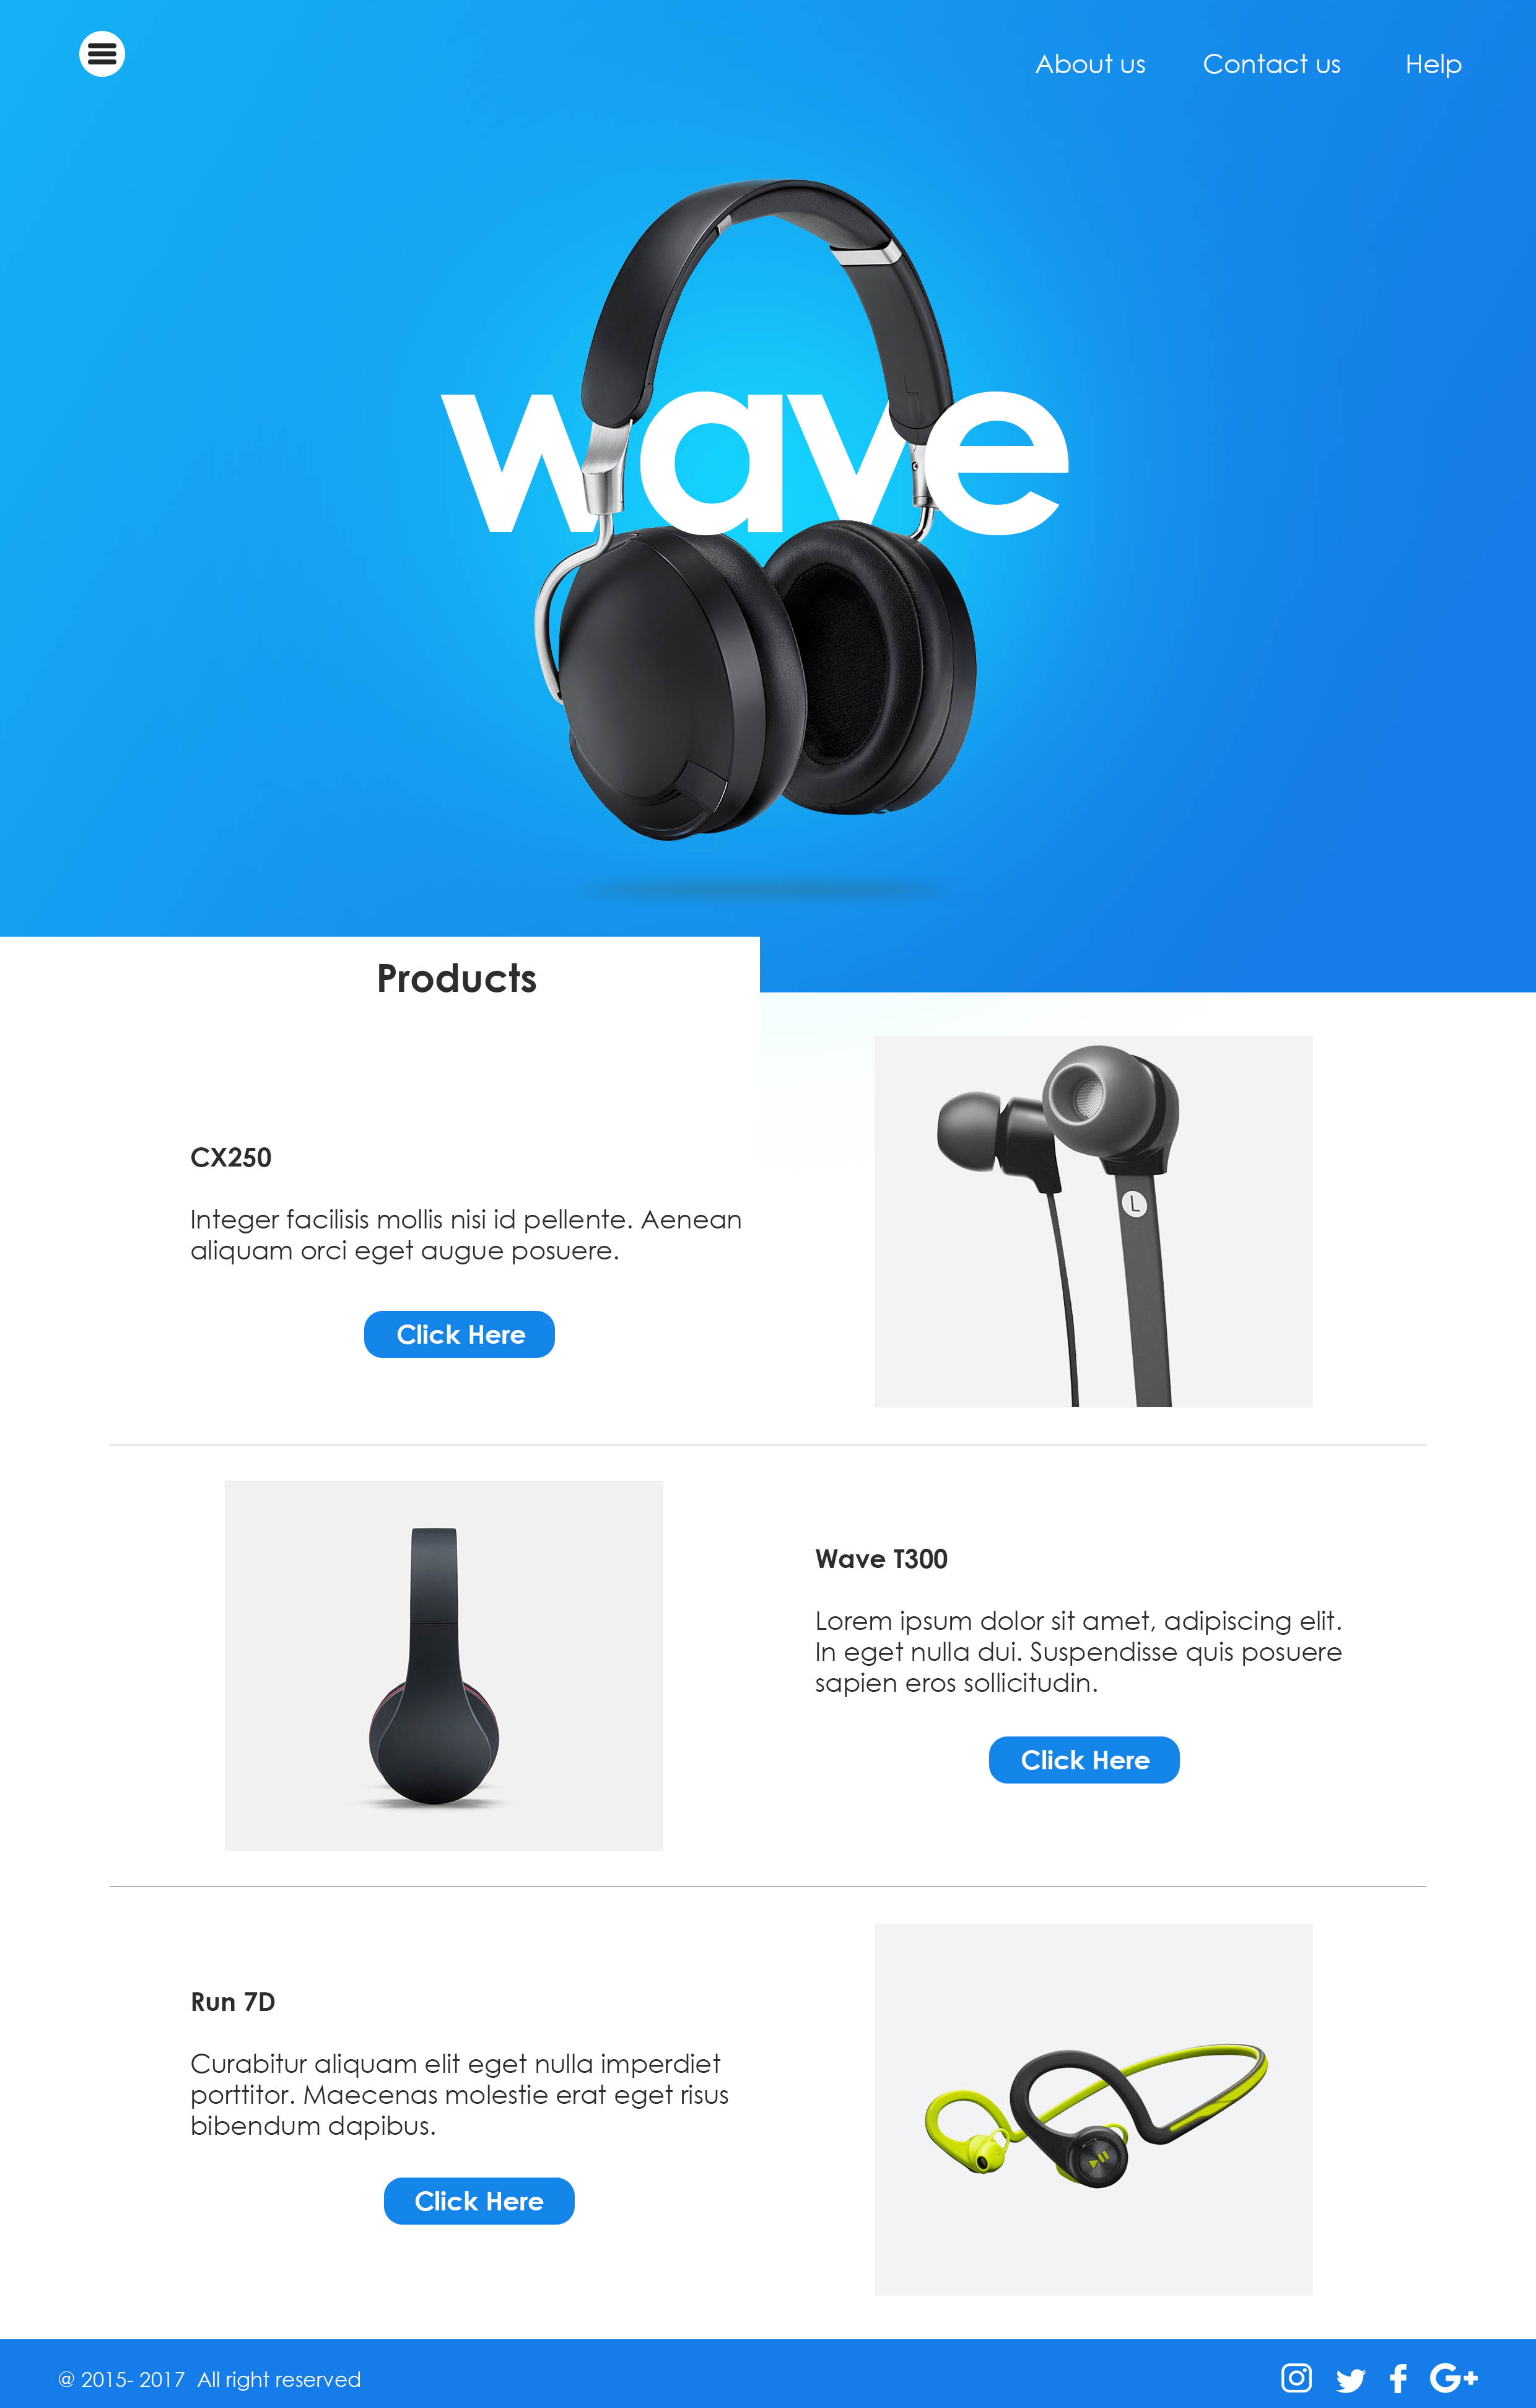 About us Contact us Help
wave
Products
CX250
Integer facilisis mollis nisi id pellente. Aenean
aliquam orci eget augue posuere.
Click Here
L
Wave T300
Lorem ipsum dolor sit amet, adipiscing elit.
In eget nulla dui. Suspendisse quis posuere
sapien eros sollicitudin.
Click Here
Run 7D
Curabitur aliquam elit eget nulla imperdiet
porttitor. Maecenas molestie erat eget risus
bibendum dapibus.
Click Here
@ 2015- 2017 All right reserved
G+